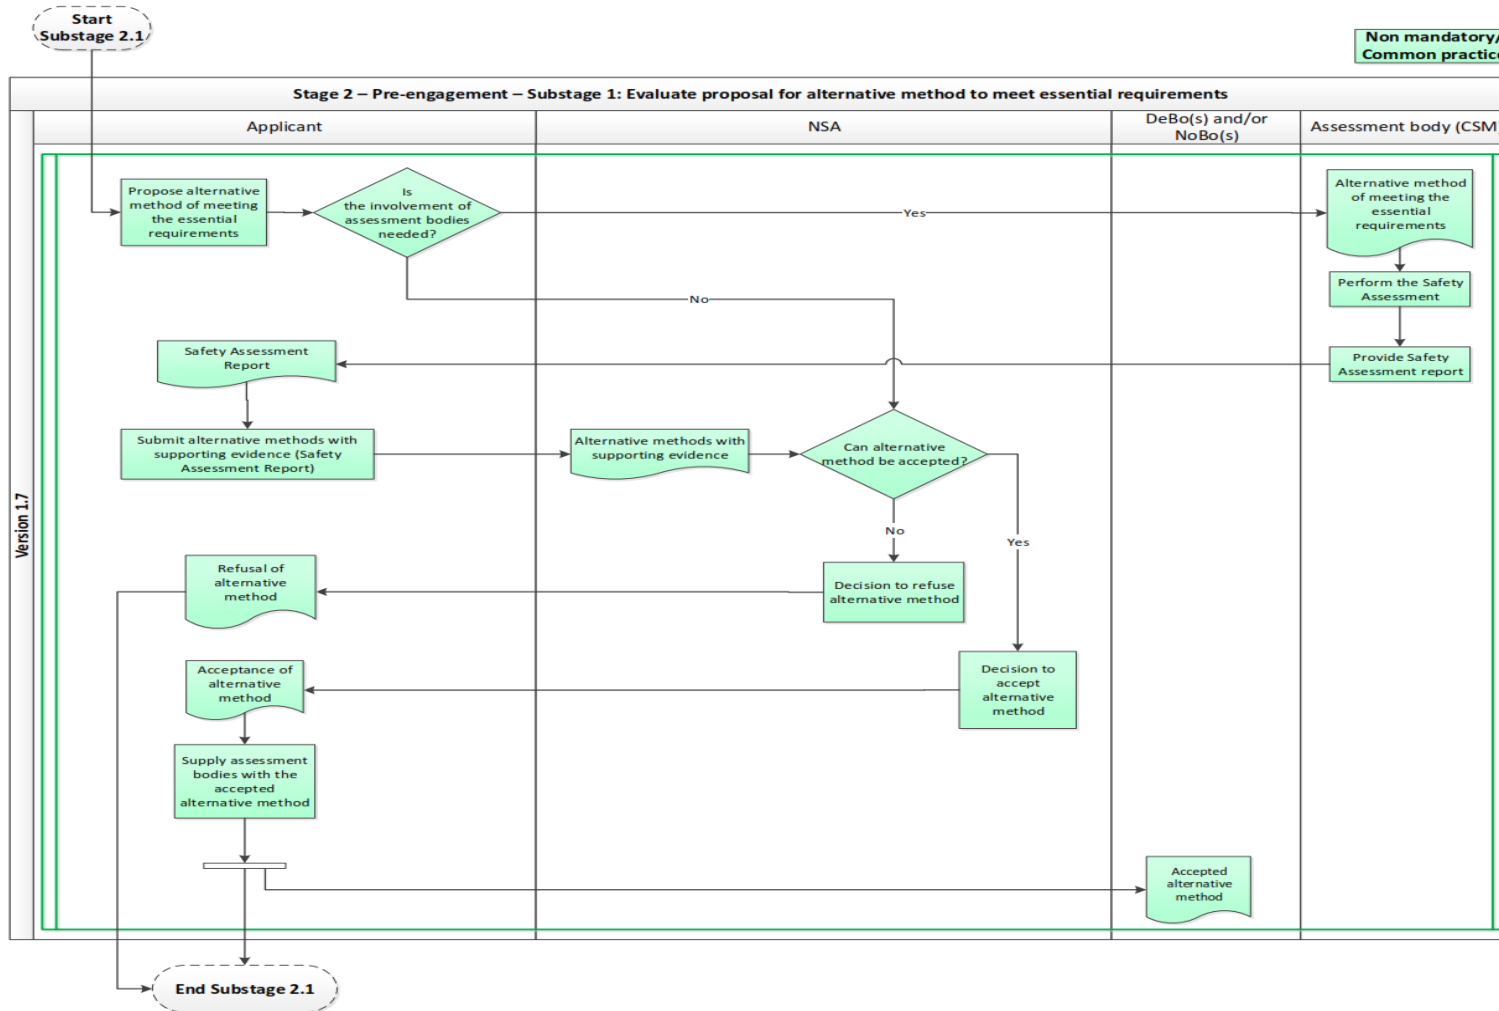 Start
Substage 2.1
Non mandatory/
Common practice
Stage 2 – Pre-engagement – Substage 1: Evaluate proposal for alternative method to meet essential requirements
Applicant
NSA
DeBo(s) and/or
NoBo(s)
Assessment body (CSM)
Version 1.7
Propose alternative
method of meeting
the essential
requirements
Is
the involvement of
assessment bodies
needed?
Yes
Alternative method
of meeting the
essential
requirements
Perform the Safety
Assessment
No
Safety Assessment
Report
Provide Safety
Assessment report
Submit alternative methods with
supporting evidence (Safety
Assessment Report)
Alternative methods with
supporting evidence
Can alternative
method be accepted?
No
Yes
Refusal of
alternative
method
Decision to refuse
alternative method
Acceptance of
alternative
method
Decision to
accept
alternative
method
Supply assessment
bodies with the
accepted
alternative method
Accepted
alternative
method
End Substage 2.1